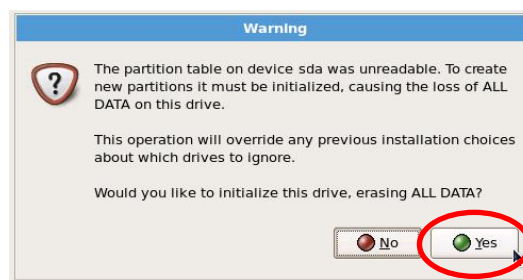 Warning
The partition table on device sda was unreadable. To create
new partitions it must be initialized, causing the loss of ALL
DATA on this drive.
This operation will override any previous installation choices
about which drives to ignore.
Would you like to initialize this drive, erasing ALL DATA?
No
Yes